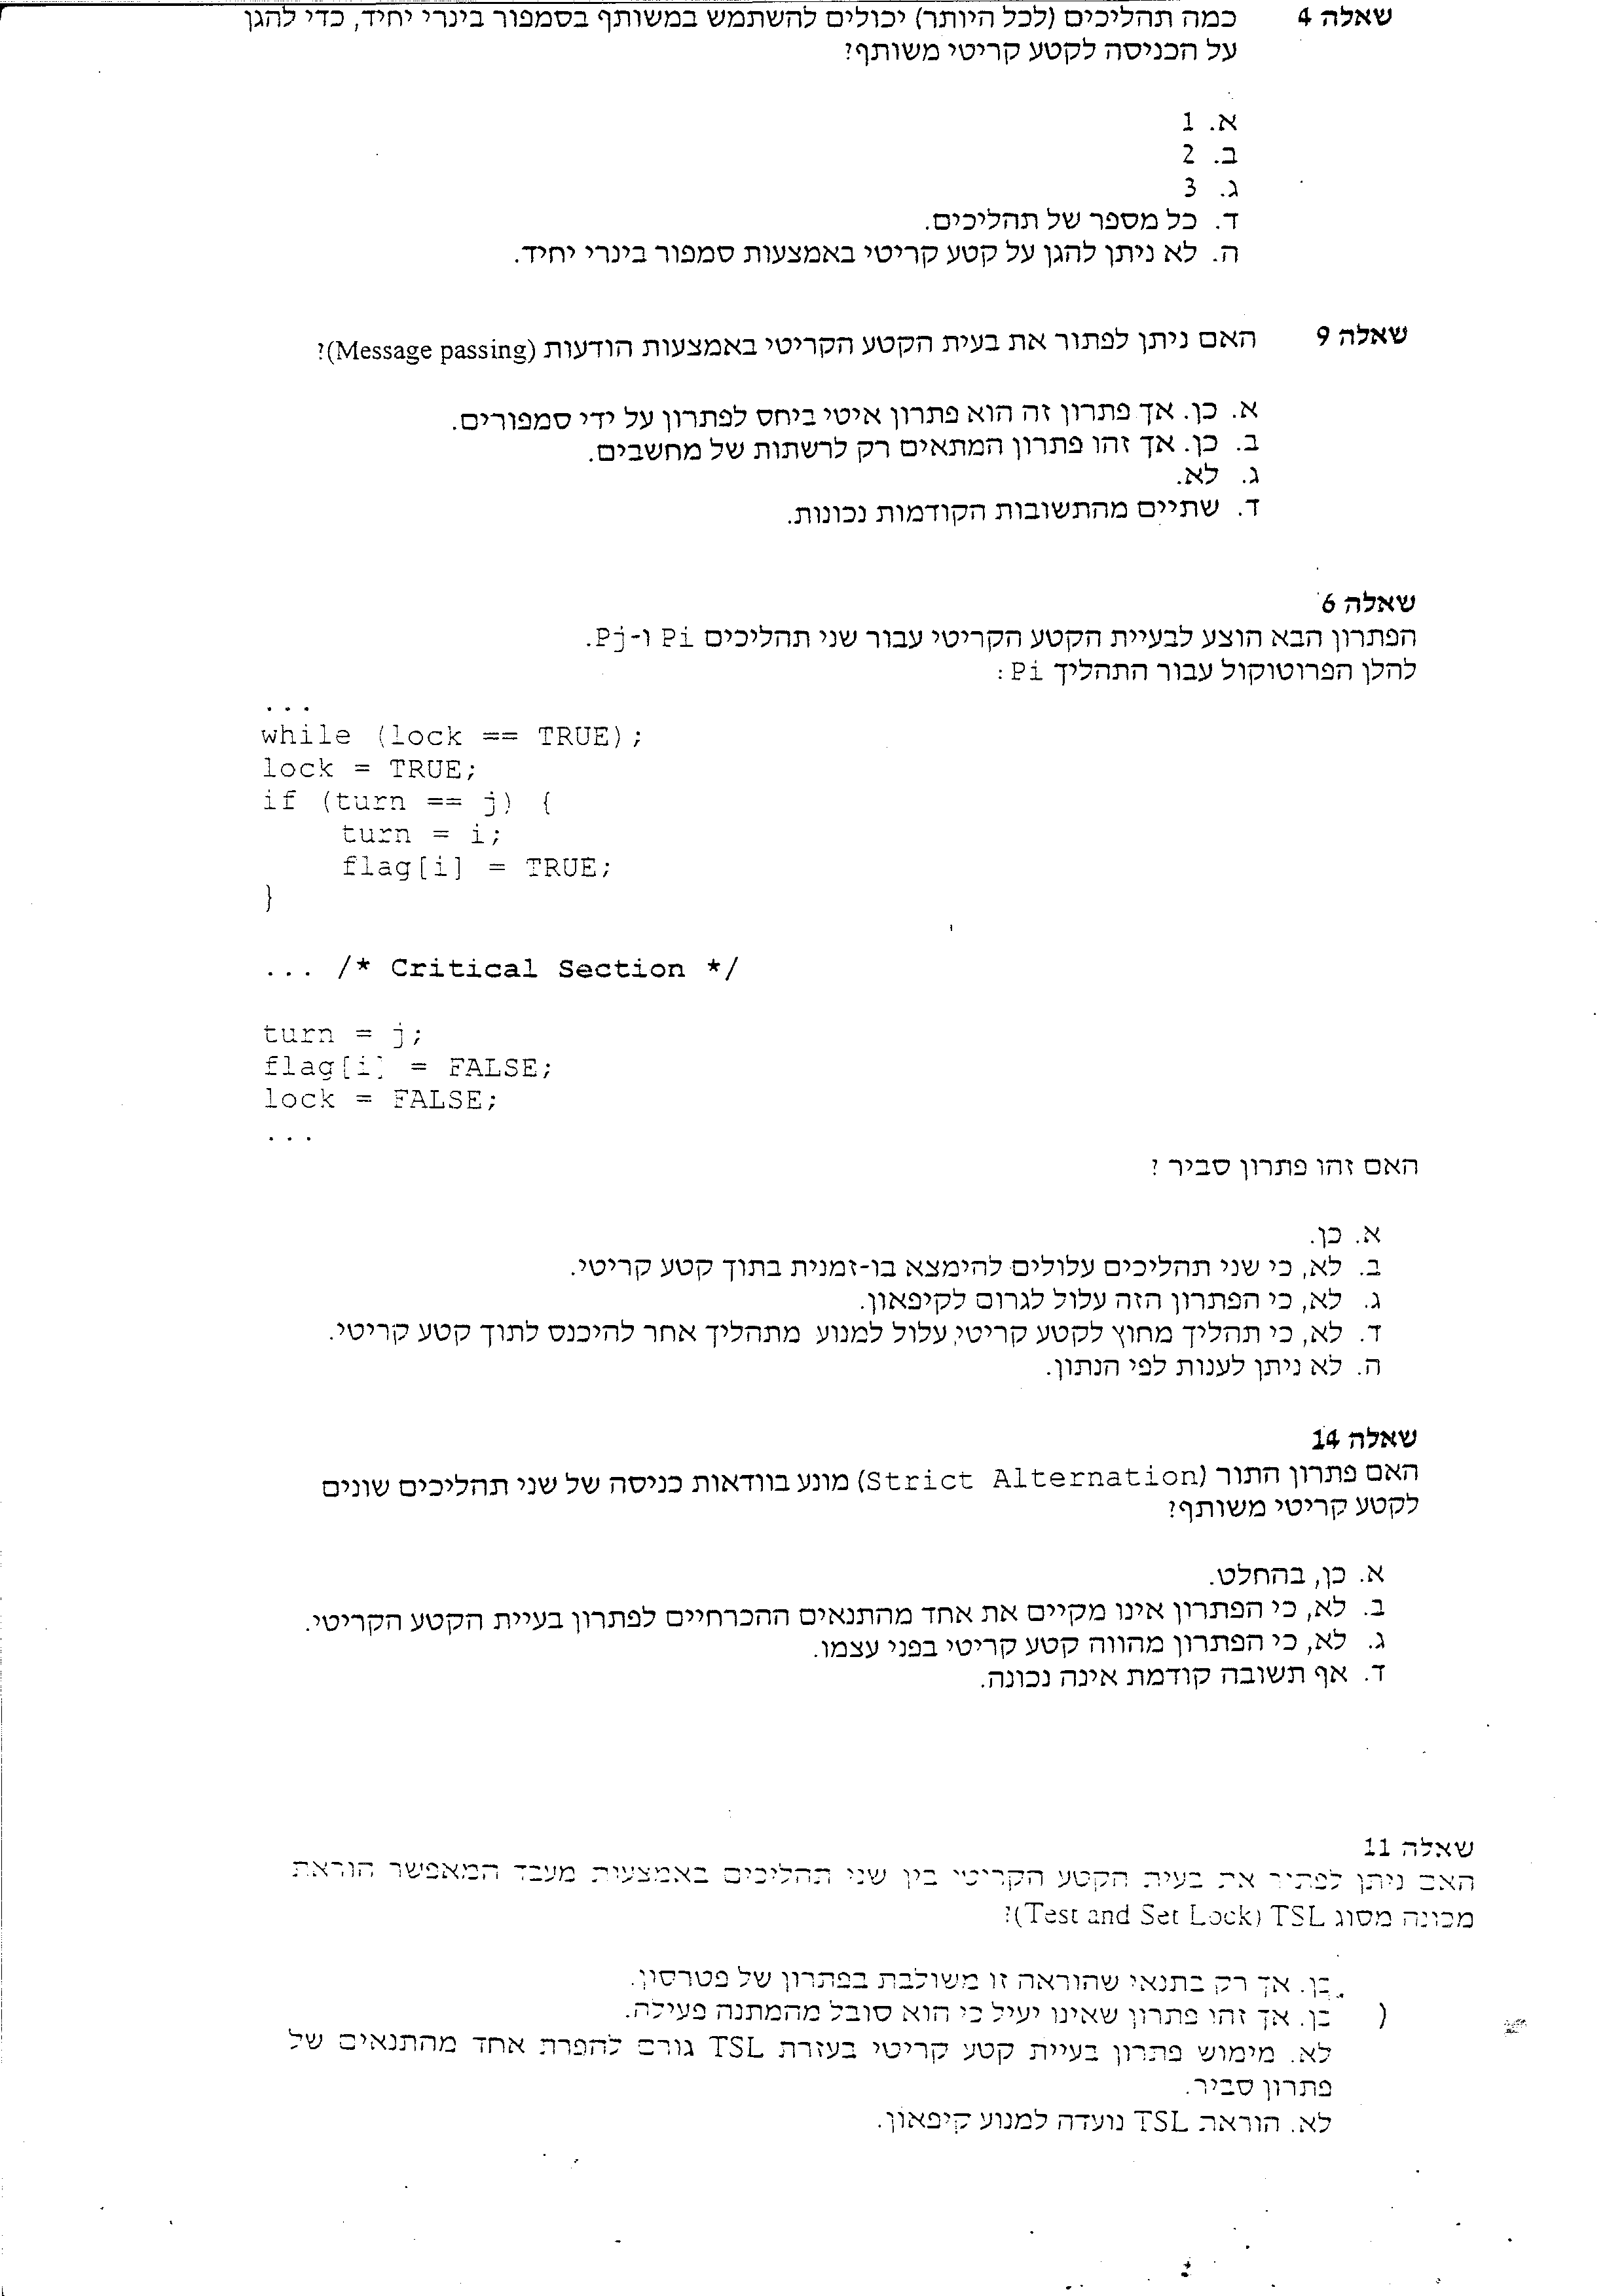 שאלה 4 כמה תהליכים (לכל היותר) יכולים להשתמש במשותף בסמפור בינרי יחיד, כדי להגן
על הכניסה לקטע קריטי משותף?
א. 1
ב. 2
ג. 3
ד. כל מספר של תהליכים.
ה. לא ניתן להגן על קטע קריטי באמצעות סמפור בינרי יחיד.
שאלה 9 האם ניתן לפתור את בעית הקטע הקריטי באמצעות הודעות (Message passing)?
א. כן. אך פתרון זה הוא פתרון איטי ביחס לפתרון על ידי סמפורים.
ב. כן. אך זהו פתרון המתאים רק לרשתות של מחשבים.
ג. לא.
ד. שתיים מהתשובות הקודמות נכונות.
שאלה 6
הפתרון הבא הוצע לבעיית הקטע הקריטי עבור שני תהליכים Pi ו-Pj.
להלן הפרוטוקול עבור התהליך Pi:
...
while (lock == TRUE);
lock = TRUE;
if (turn == j) {
turn = i;
flag[i] = TRUE;
}
... /* Critical Section */
turn = j;
flag[i] = FALSE;
lock = FALSE;
...
האם זהו פתרון סביר ?
א. כן.
ב. לא, כי שני תהליכים עלולים להימצא בו-זמנית בתוך קטע קריטי.
ג. לא, כי הפתרון הזה עלול לגרום לקיפאון.
ד. לא, כי תהליך מחוץ לקטע קריטי עלול למנוע מתהליך אחר להיכנס לתוך קטע קריטי.
ה. לא ניתן לענות לפי הנתון.
שאלה 14
האם פתרון התור (Strict Alternation) מונע בוודאות כניסה של שני תהליכים שונים
לקטע קריטי משותף?
א. כן, בהחלט.
ב. לא, כי הפתרון אינו מקיים את אחד מהתנאים ההכרחיים לפתרון בעיית הקטע הקריטי.
ג. לא, כי הפתרון מהווה קטע קריטי בפני עצמו.
ד. אף תשובה קודמת אינה נכונה.
שאלה 11
האם ניתן לפתור את בעית הקטע הקריטי בין שני תהליכים באמצעות מעבד המאפשר הוראת
מכונה מסוג TSL (Test and Set Lock)?
כן. אך רק בתנאי שהוראה זו משולבת בפתרון של פטרסון.
כן. אך זהו פתרון שאינו יעיל כי הוא סובל מהמתנה פעילה.
לא. מימוש פתרון בעיית קטע קריטי בעזרת TSL גורם להפרת אחד מהתנאים של
פתרון סביר.
לא. הוראת TSL נועדה למנוע קיפאון.